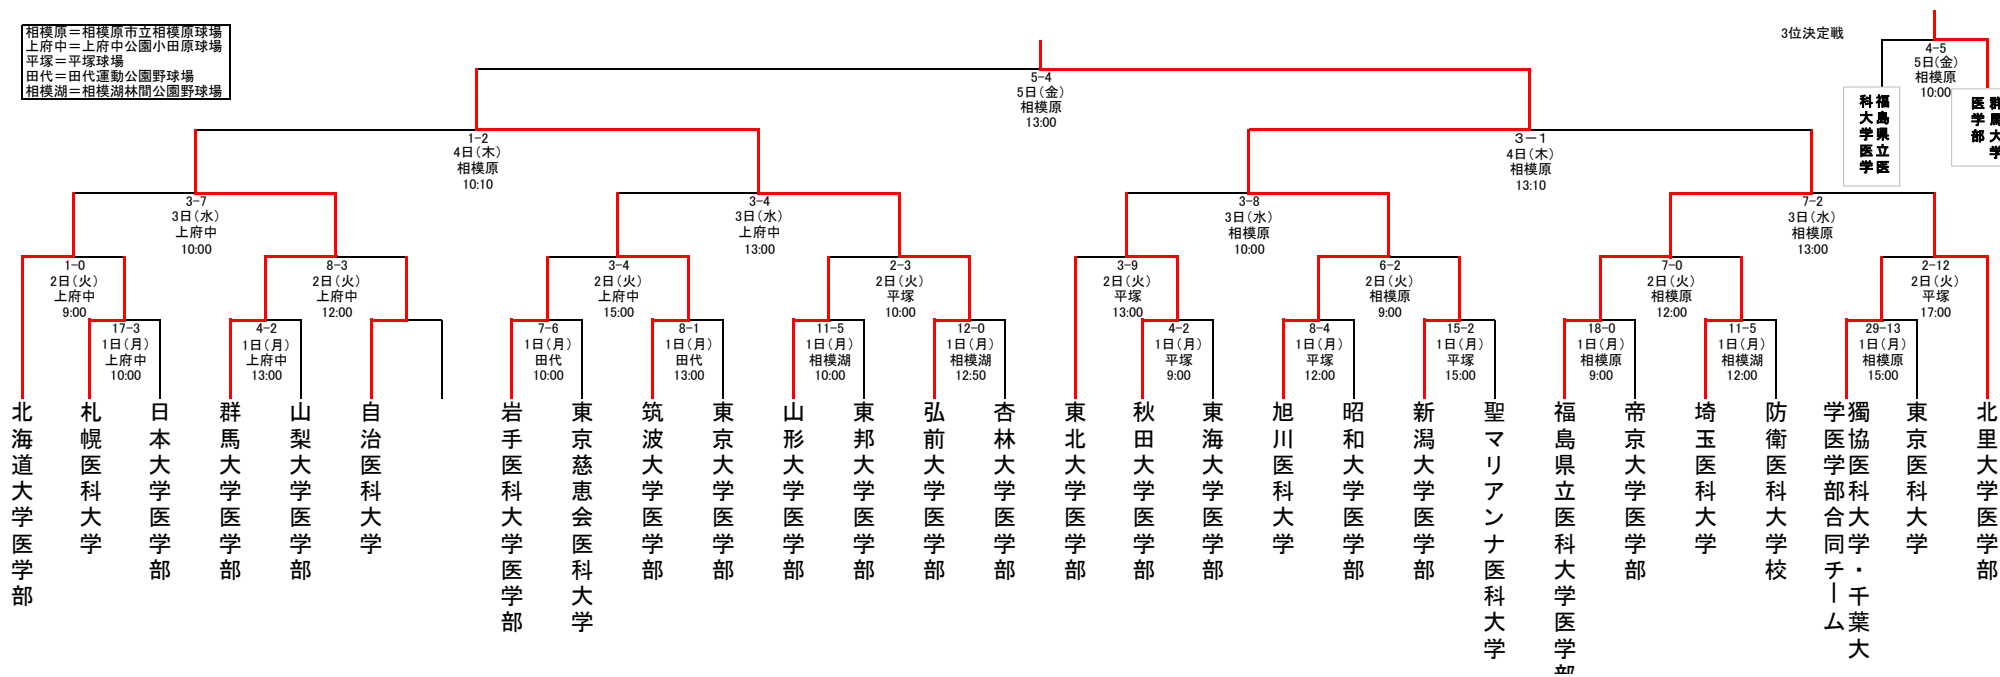 相模原＝相模原市立相模原球場
上府中＝上府中公園小田原球場
平塚＝平塚球場
田代＝田代運動公園野球場
相模湖＝相模湖林間公園野球場
3位決定戦
4-5
5日(金)
相模原
10:00
福島県立医
科大学医学
群馬大学
医学部
5-4
5日(金)
相模原
13:00
1-2
4日(木)
相模原
10:10
3－1
4日(木)
相模原
13:10
3-7
3日(水)
上府中
10:00
3-4
3日(水)
上府中
13:00
3-8
3日(水)
相模原
10:00
7-2
3日(水)
相模原
13:00
1-0
2日(火)
上府中
9:00
8-3
2日(火)
上府中
12:00
3-4
2日(火)
上府中
15:00
2-3
2日(火)
平塚
10:00
3-9
2日(火)
平塚
13:00
6-2
2日(火)
相模原
9:00
7-0
2日(火)
相模原
12:00
2-12
2日(火)
平塚
17:00
17-3
1日(月)
上府中
10:00
4-2
1日(月)
上府中
13:00
7-6
1日(月)
田代
10:00
8-1
1日(月)
田代
13:00
11-5
1日(月)
相模湖
10:00
12-0
1日(月)
相模湖
12:50
4-2
1日(月)
平塚
9:00
8-4
1日(月)
平塚
12:00
15-2
1日(月)
平塚
15:00
18-0
1日(月)
相模原
9:00
11-5
1日(月)
相模湖
12:00
29-13
1日(月)
相模原
15:00
北海道大学医学部
札幌医科大学
日本大学医学部
群馬大学医学部
山梨大学医学部
自治医科大学
岩手医科大学医学部
東京慈恵会医科大学
筑波大学医学部
東京大学医学部
山形大学医学部
東邦大学医学部
弘前大学医学部
杏林大学医学部
東北大学医学部
秋田大学医学部
東海大学医学部
旭川医科大学
昭和大学医学部
新潟大学医学部
聖マリアンナ医科大学
福島県立医科大学医学部
帝京大学医学部
埼玉医科大学
防衛医科大学校
獨協医科大学・千葉大
学医学部合同チーム
東京医科大学
北里大学医学部